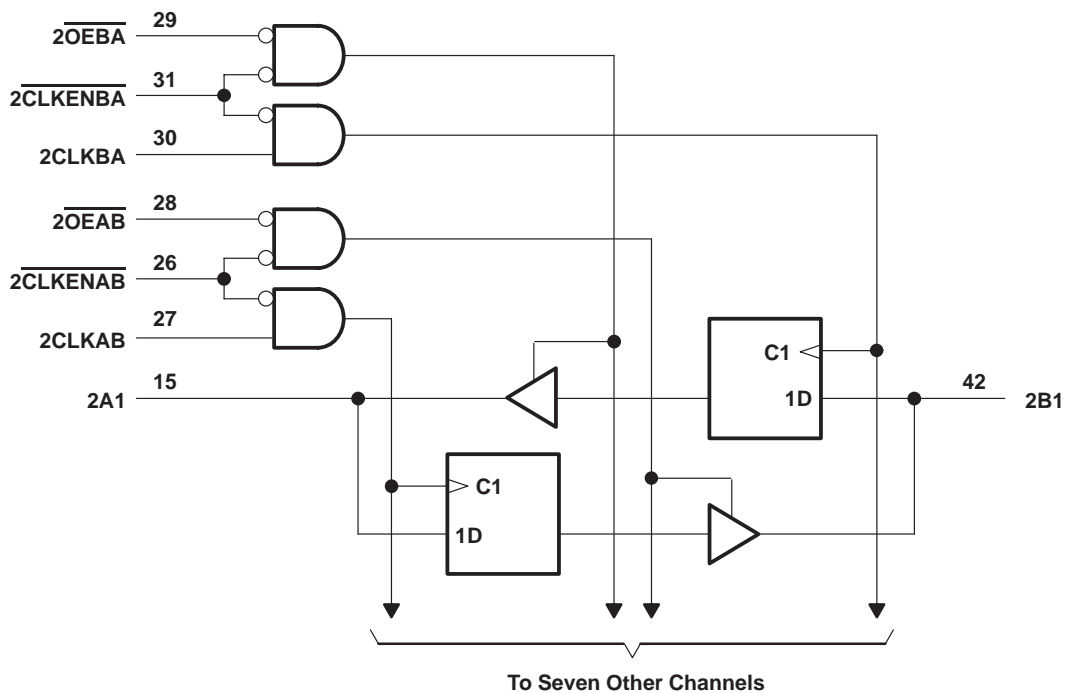 29
2OEBA
31
2CLKENBA
30
2CLKBA
28
2OEAB
26
2CLKENAB
27
2CLKAB
15
2A1
C1
1D
42
2B1
C1
1D
To Seven Other Channels